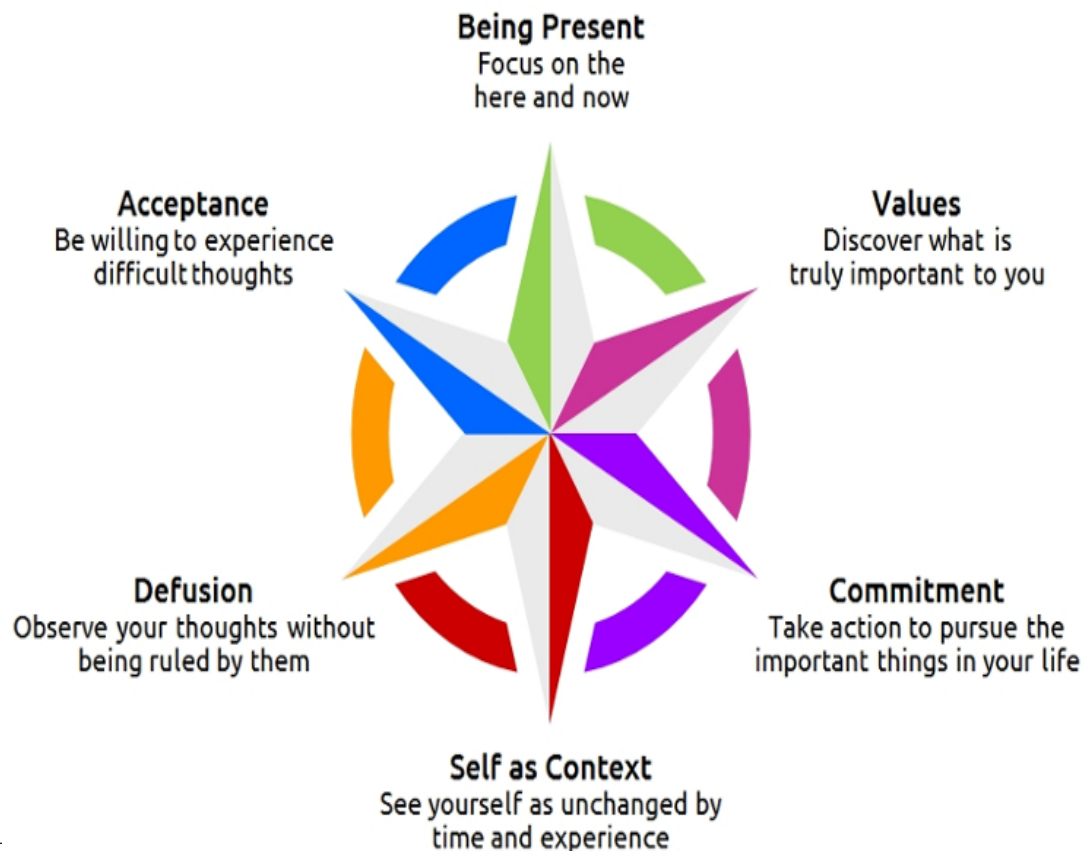 Being Present
Focus on the
here and now
Acceptance
Be willing to experience
difficult thoughts
Values
Discover what is
truly important to you
Defusion
Observe your thoughts without
being ruled by them
Commitment
Take action to pursue the
important things in your life
Self as Context
See yourself as unchanged by
time and experience